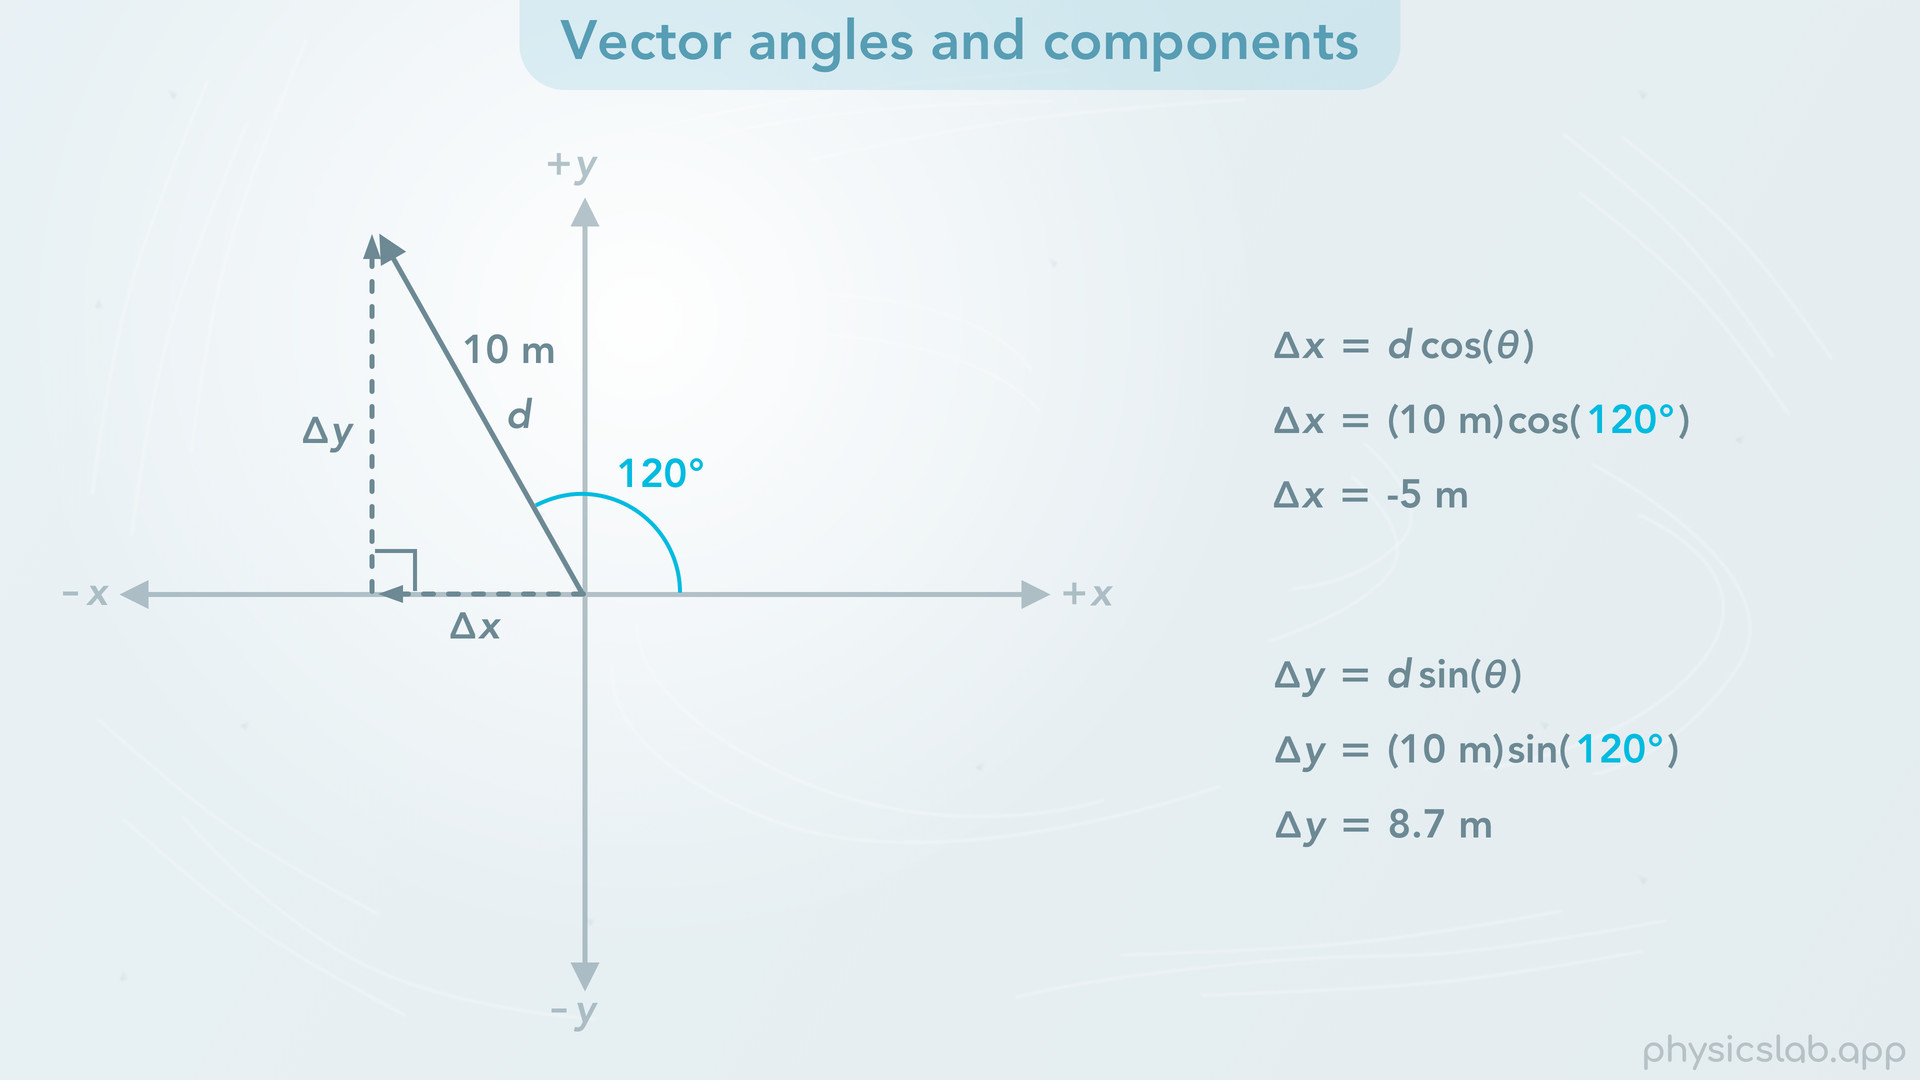 Vector angles and components
+y
10 m
d
Δy
120°
-x
+x
Δx
-y
Δx = d cos(θ)
Δx = (10 m)cos(120°)
Δx = -5 m
Δy = d sin(θ)
Δy = (10 m)sin(120°)
Δy = 8.7 m
physicslab.app